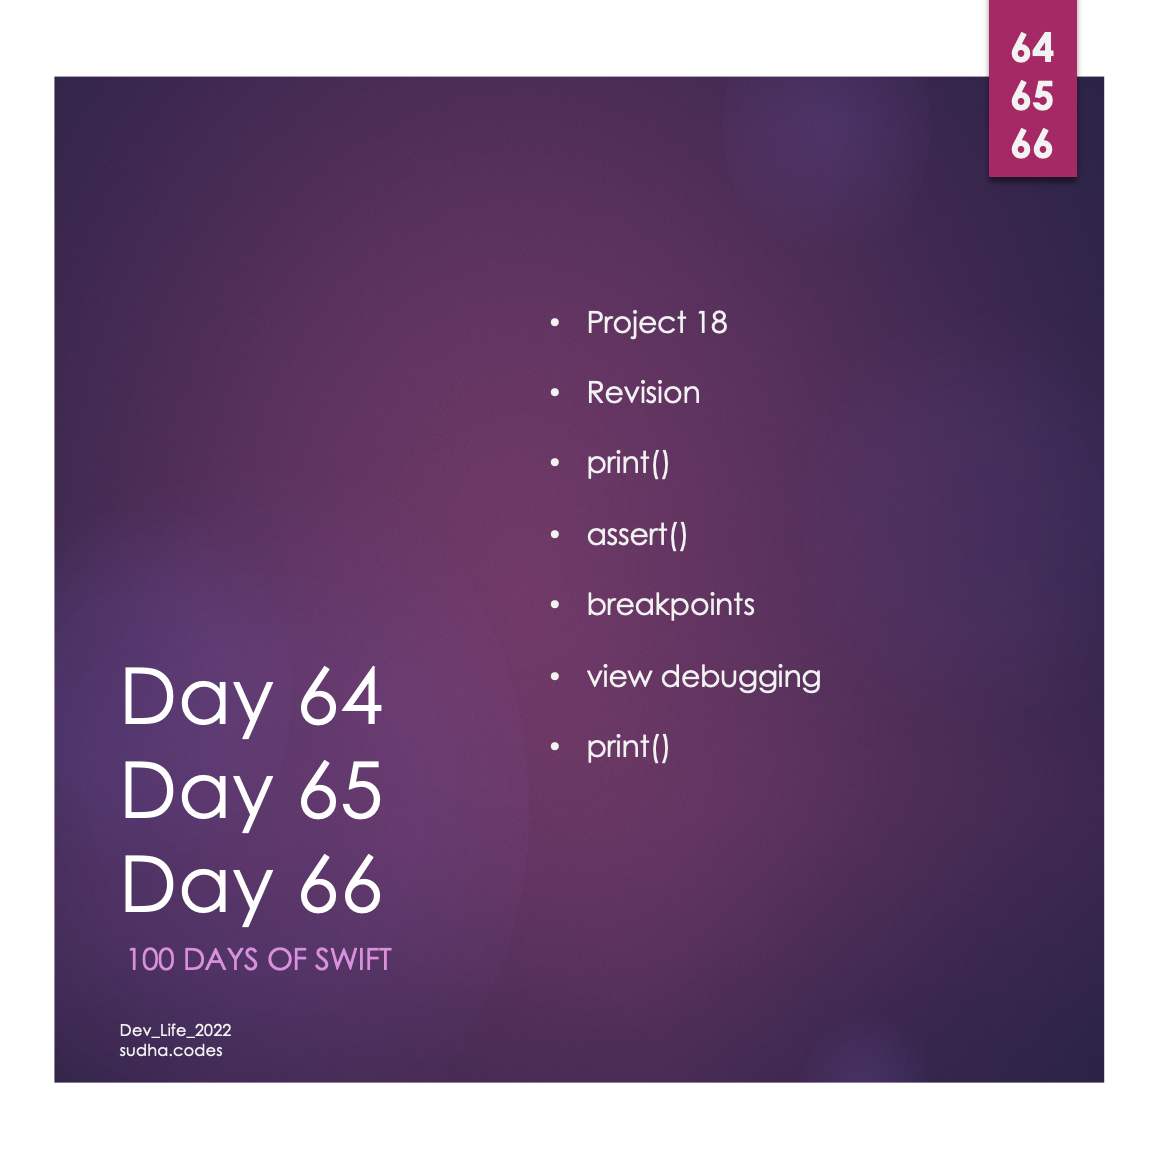 64
65
66
• Project 18
• Revision
• print()
• assert()
• breakpoints
• view debugging
• print()
Day 64
Day 65
Day 66
100 DAYS OF SWIFT
Dev_Life_2022
sudha.codes